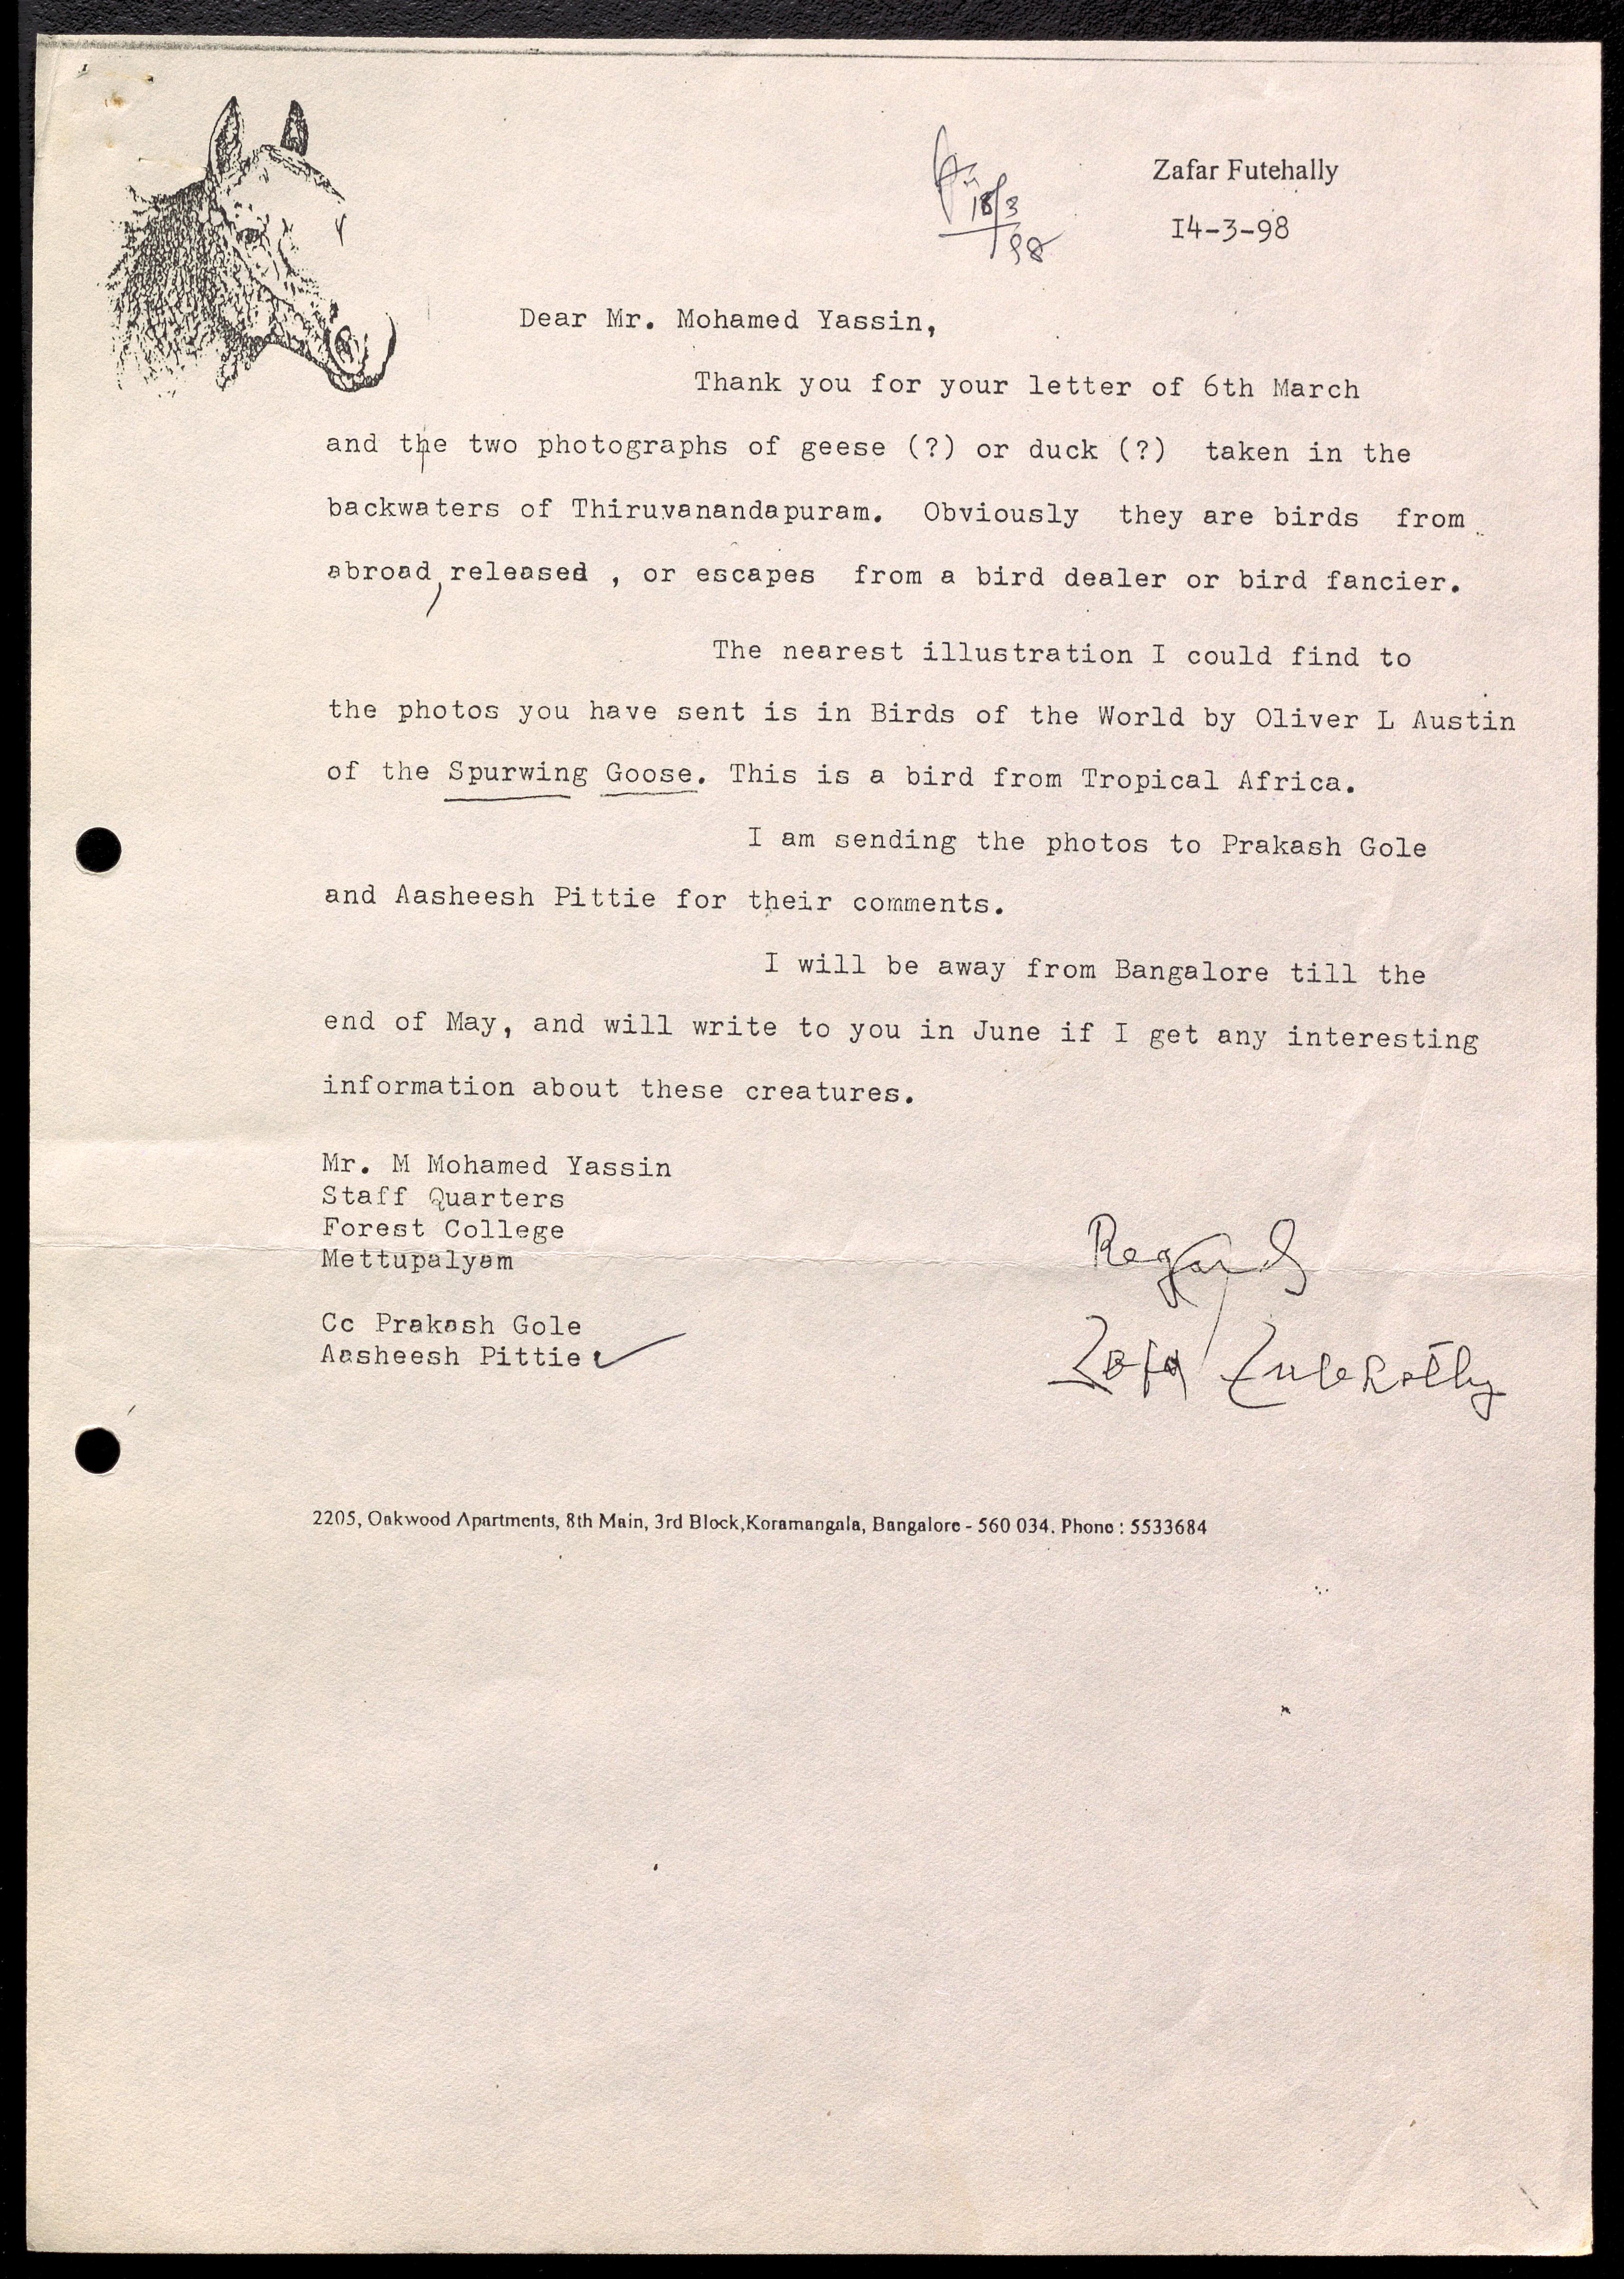 Zafar Futehally
18/3
98
I4-3-98
Dear Mr. Mohamed Yassin,
Thank you for your letter of 6th March
and the two photographs of geese (?) or duck (?) taken in the
backwaters of Thiruvanandapuram. Obviously they are birds from
abroad, released , or escapes from a bird dealer or bird fancier.
The nearest illustration I could find to
the photos you have sent is in Birds of the World by Oliver L Austin
of the Spurwing Goose. This is a bird from Tropical Africa.
I am sending the photos to Prakash Gole
and Aasheesh Pittie for their comments.
I will be away from Bangalore till the
end of May, and will write to you in June if I get any interesting
information about these creatures.
Mr. M Mohamed Yassin
Staff Quarters
Forest College
Mettupalyam
Cc Prakash Gole
Aasheesh Pittie
Regards
Zafar Futehally
2205, Oakwood Apartments, 8th Main, 3rd Block,Koramangala, Bangalore - 560 034. Phone : 5533684